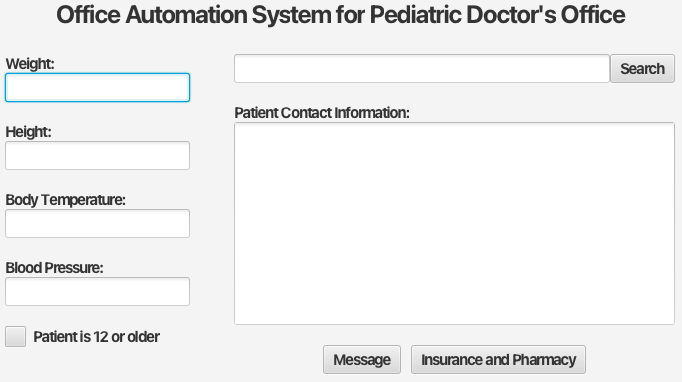 Office Automation System for Pediatric Doctor's Office
Weight:
Height:
Body Temperature:
Blood Pressure:
Patient is 12 or older
Search
Patient Contact Information:
Message
Insurance and Pharmacy